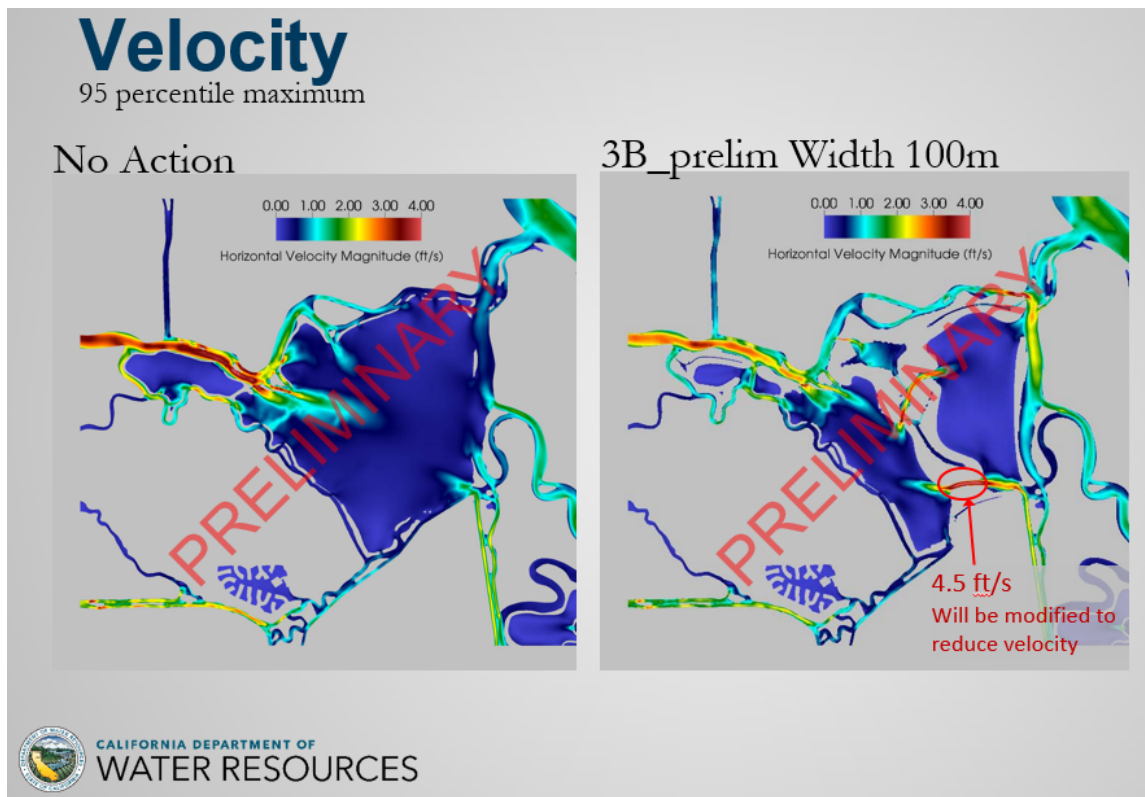 Velocity
95 percentile maximum
No Action
0.00 1.00 2.00 3.00 4.00
Horizontal Velocity Magnitude (ft/s)
PRELIMINARY
3B_prelim Width 100m
0.00 1.00 2.00 3.00 4.00
Horizontal Velocity Magnitude (ft/s)
PRELIMINARY
4.5 ft/s
Will be modified to
reduce velocity
CALIFORNIA DEPARTMENT OF
WATER RESOURCES